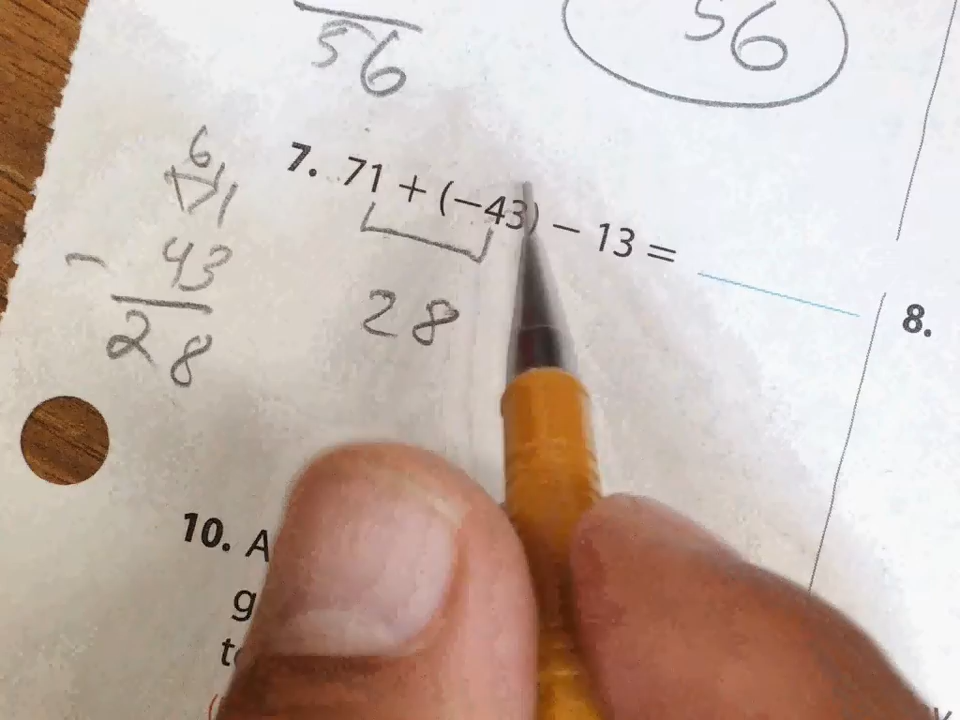 56
56
7. 71 + (−43) − 13 =
6
71
− 43
28
28
8.
10. A
g